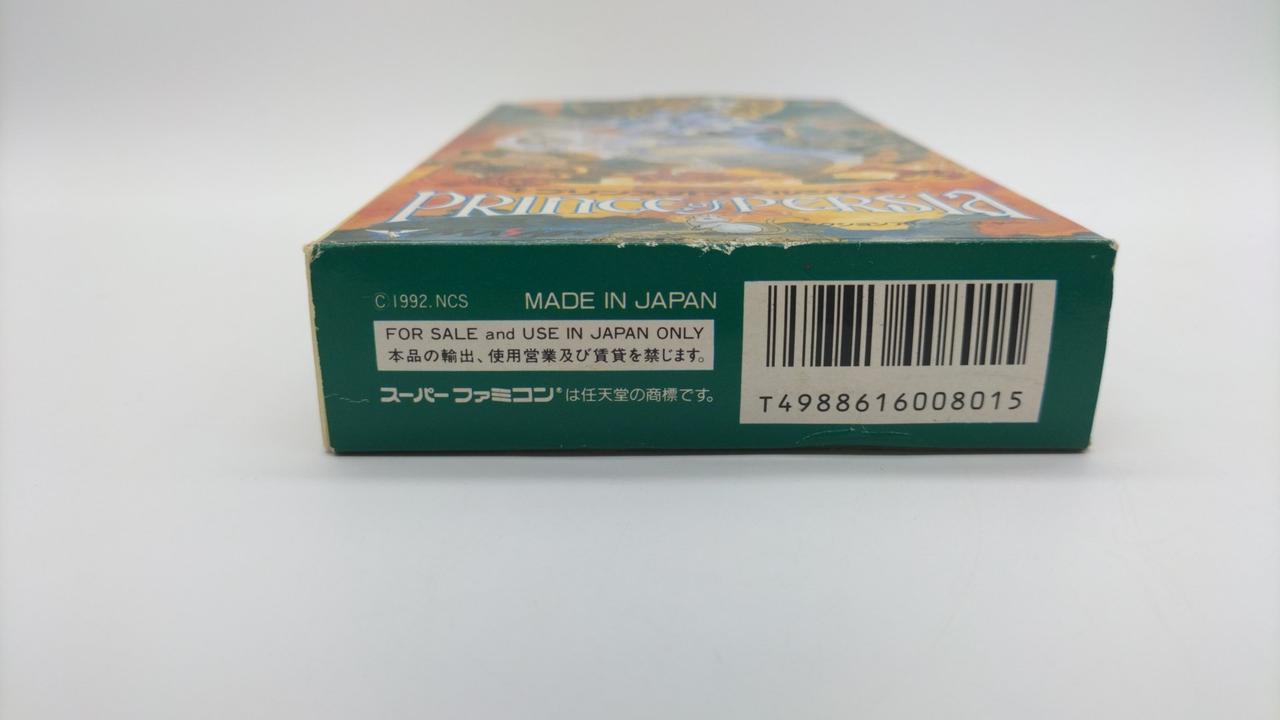 PRINCE of PERSIA
©1992.NCS
MADE IN JAPAN
FOR SALE and USE IN JAPAN ONLY
本品の輸出、使用営業及び賃貸を禁じます。
スーパーファミコン®は任天堂の商標です。
T4988616008015